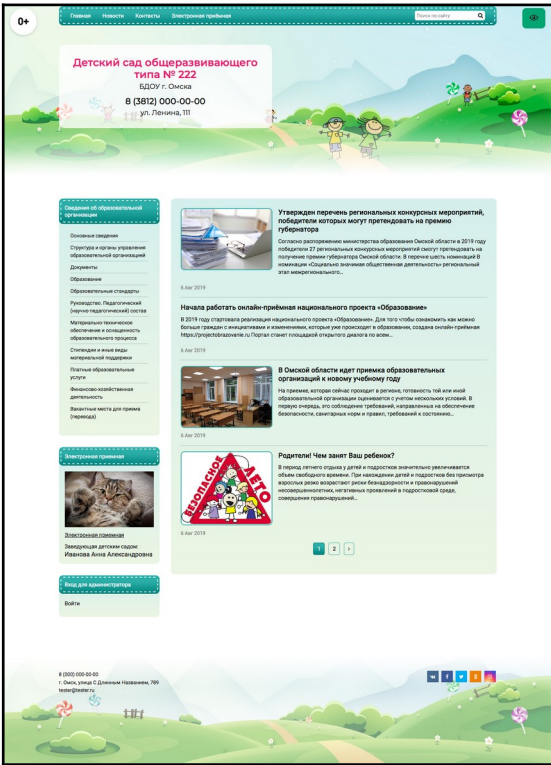 0+
Главная Новости Контакты Электронная приёмная
Поиск по сайту
Детский сад общеразвивающего
типа № 222
БДОУ г. Омска
8 (3812) 000-00-00
ул. Ленина, 111
Сведения об образовательной
организации
Основные сведения
Структура и органы управления
образовательной организацией
Документы
Образование
Образовательные стандарты
Руководство. Педагогический
(научно-педагогический) состав
Материально-техническое
обеспечение и оснащенность
образовательного процесса
Стипендии и иные виды
материальной поддержки
Платные образовательные
услуги
Финансово-хозяйственная
деятельность
Вакантные места для приема
(перевода)
Электронная приемная
Электронная приемная
Заведующая детским садом:
Иванова Анна Александровна
Вход для администратора
Войти
Утвержден перечень региональных конкурсных мероприятий,
победители которых могут претендовать на премию
губернатора
Согласно распоряжению министерства образования Омской области в 2019 году
победители 27 региональных конкурсных мероприятий смогут претендовать на
получение премии губернатора Омской области. В перечне шесть номинаций В
номинации «Социально значимая общественная деятельность» региональный
этап межрегионального...
6 Авг 2019
Начала работать онлайн-приёмная национального проекта «Образование»
В 2019 году стартовала реализация национального проекта «Образование». Для того чтобы ознакомить как можно
больше граждан с инициативами и изменениями, которые уже происходят в образовании, создана онлайн-приёмная
https://projectobrazovanie.ru Портал станет площадкой открытого диалога по всем...
6 Авг 2019
В Омской области идет приемка образовательных
организаций к новому учебному году
На приемке, которая сейчас проходит в регионе, готовность той или иной
образовательной организации оценивается с учетом нескольких условий. В
первую очередь, это соблюдение требований, направленных на обеспечение
безопасности, санитарных норм и правил, требований к состоянию...
6 Авг 2019
БЕЗОПАСНОЕ ЛЕТО
Родители! Чем занят Ваш ребенок?
В период летнего отдыха у детей и подростков значительно увеличивается
объем свободного времени. При нахождении детей и подростков без присмотра
взрослых резко возрастают риски безнадзорности и правонарушений
несовершеннолетних, негативных проявлений в подростковой среде,
совершения правонарушений...
6 Авг 2019
1 2 >
8 (000) 000-00-00
г. Омск, улица С Длинным Названием, 789
tester@tester.ru